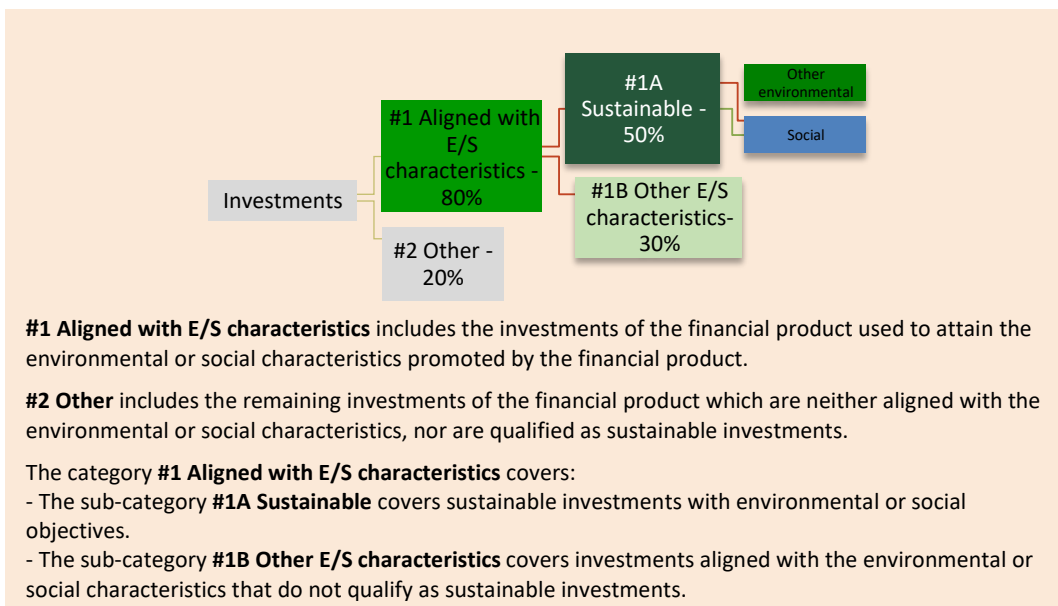 #1A
Sustainable -
50%
Other
environmental
Social
#1 Aligned with
E/S
characteristics -
80%
#1B Other E/S
characteristics-
30%
Investments
#2 Other -
20%
#1 Aligned with E/S characteristics includes the investments of the financial product used to attain the
environmental or social characteristics promoted by the financial product.
#2 Other includes the remaining investments of the financial product which are neither aligned with the
environmental or social characteristics, nor are qualified as sustainable investments.
The category #1 Aligned with E/S characteristics covers:
- The sub-category #1A Sustainable covers sustainable investments with environmental or social
objectives.
- The sub-category #1B Other E/S characteristics covers investments aligned with the environmental or
social characteristics that do not qualify as sustainable investments.